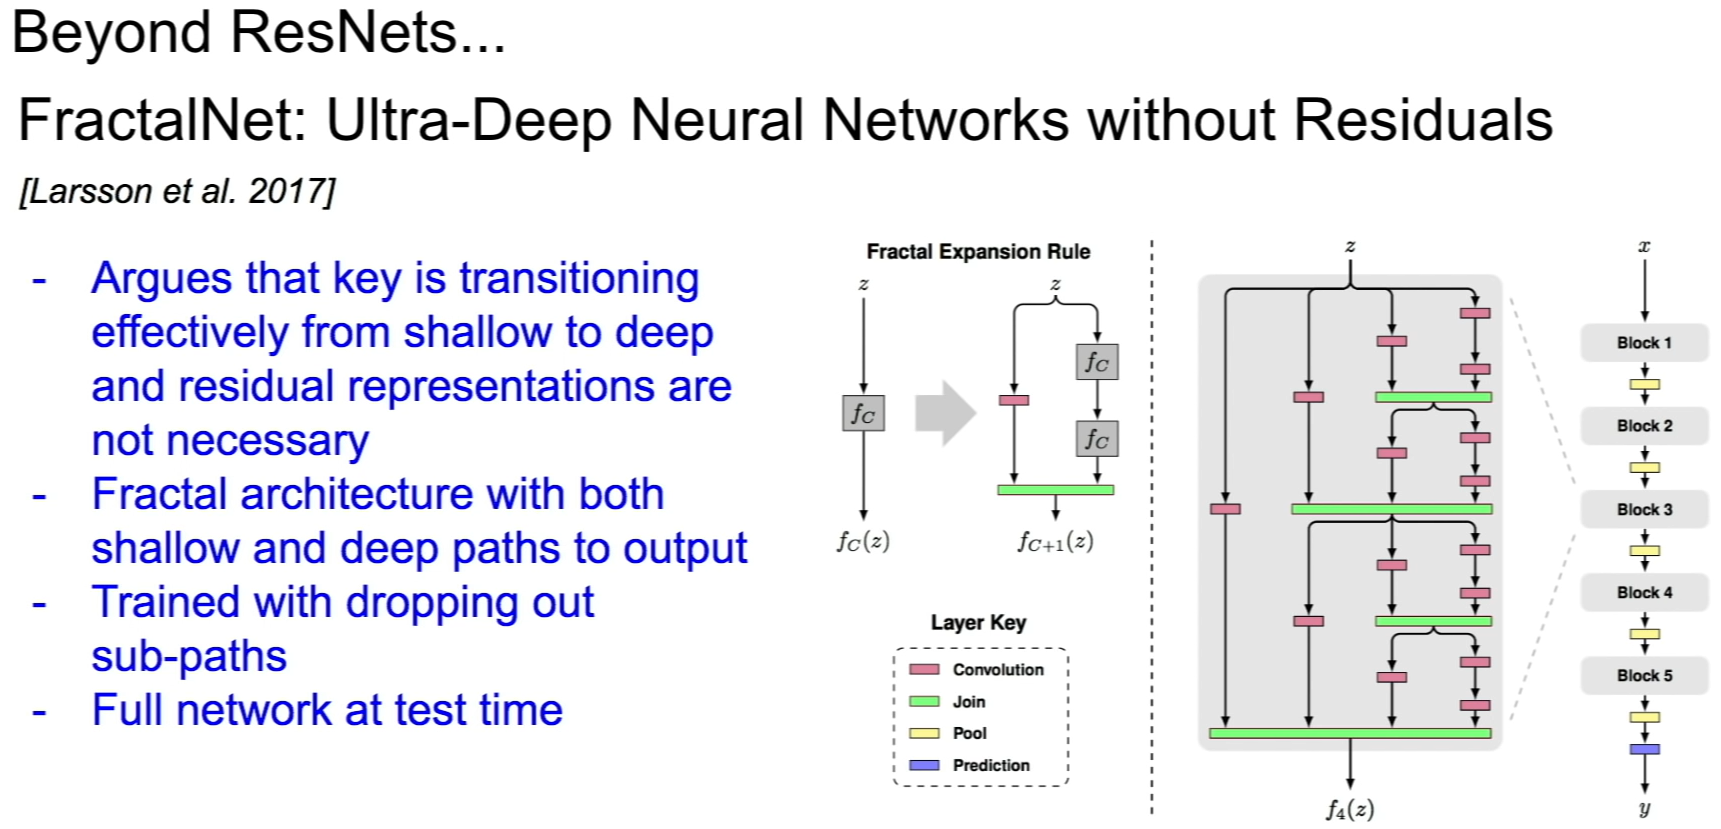 Beyond ResNets...
FractalNet: Ultra-Deep Neural Networks without Residuals
[Larsson et al. 2017]
- Argues that key is transitioning
effectively from shallow to deep
and residual representations are
not necessary
- Fractal architecture with both
shallow and deep paths to output
- Trained with dropping out
sub-paths
- Full network at test time
Fractal Expansion Rule
z
f_C
f_C(z)
z
f_C
f_C
f_{C+1}(z)
Layer Key
Convolution
Join
Pool
Prediction
z
f_4(z)
x
Block 1
Block 2
Block 3
Block 4
Block 5
y